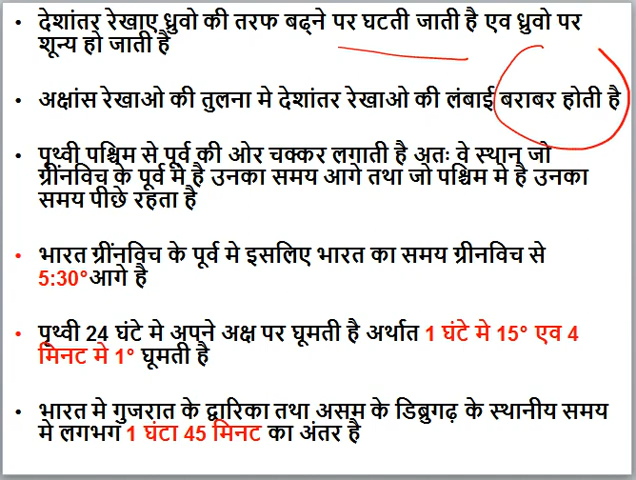 • देशांतर रेखाए ध्रुवो की तरफ बढ्ने पर घटती जाती है एव ध्रुवो पर
शून्य हो जाती है
• अक्षांस रेखाओ की तुलना मे देशांतर रेखाओ की लंबाई बराबर होती है
• पृथ्वी पश्चिम से पूर्व की ओर चक्कर लगाती है अतः वे स्थान जो
ग्रीनविच के पूर्व मे है उनका समय आगे तथा जो पश्चिम मे है उनका
समय पीछे रहता है
• भारत ग्रींनविच के पूर्व मे इसलिए भारत का समय ग्रीनविच से
5:30°आगे है
• पृथ्वी 24 घंटे मे अपने अक्ष पर घूमती है अर्थात 1 घंटे मे 15° एव 4
मिनट मे 1° घूमती है
• भारत मे गुजरात के द्वारिका तथा असम के डिब्रुगढ़ के स्थानीय समय
मे लगभग 1 घंटा 45 मिनट का अंतर है